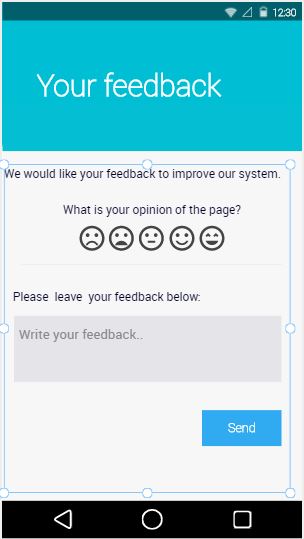 12:30
Your feedback
We would like your feedback to improve our system.
What is your opinion of the page?
Please leave your feedback below:
Write your feedback..
Send